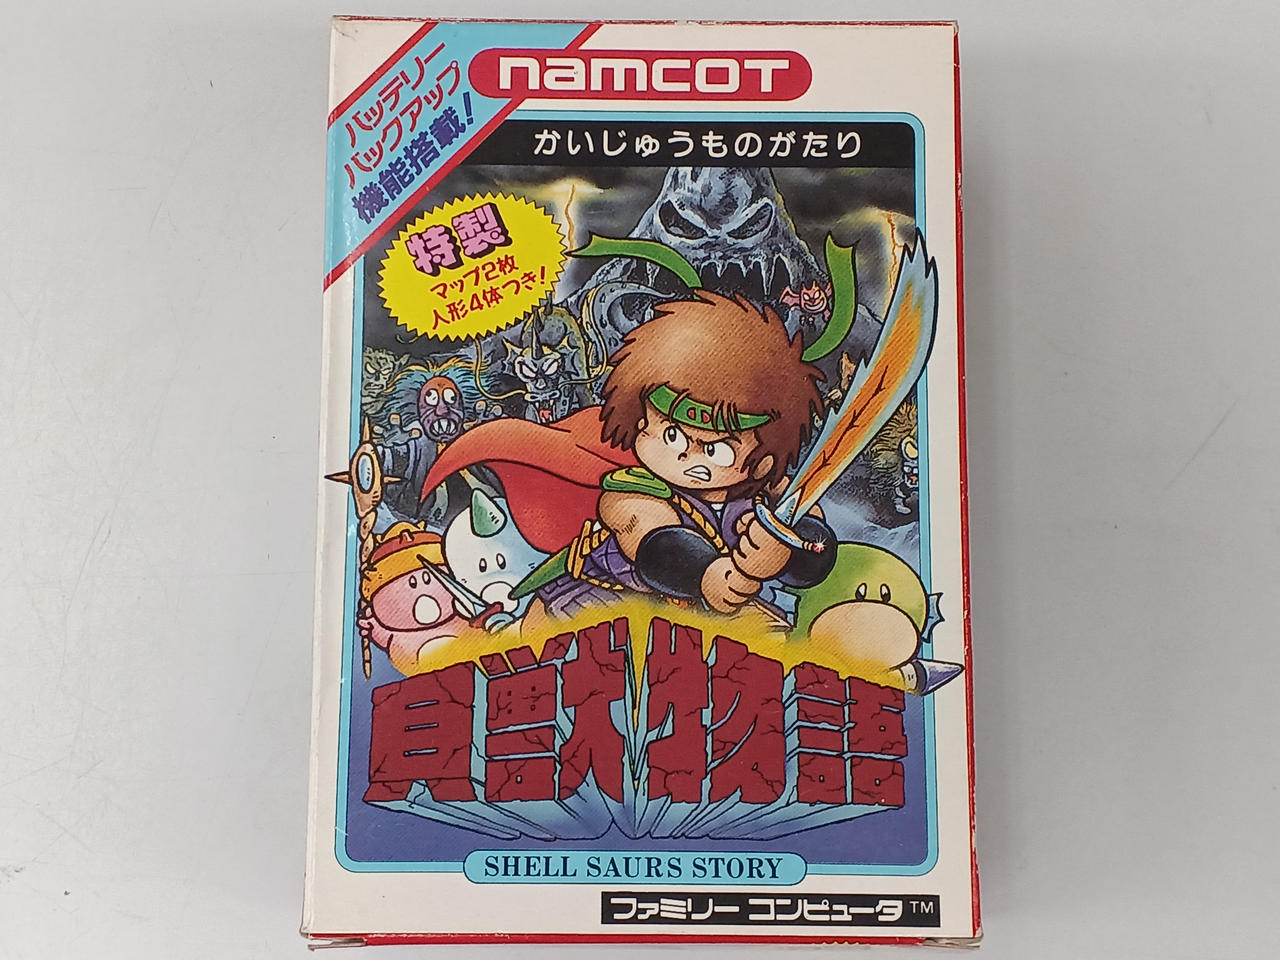 バッテリー
バックアップ
機能搭載!
namcot
かいじゅうものがたり
特製
マップ2枚
人形4体つき!
貝獣物語
SHELL SAURS STORY
ファミリーコンピュータ™